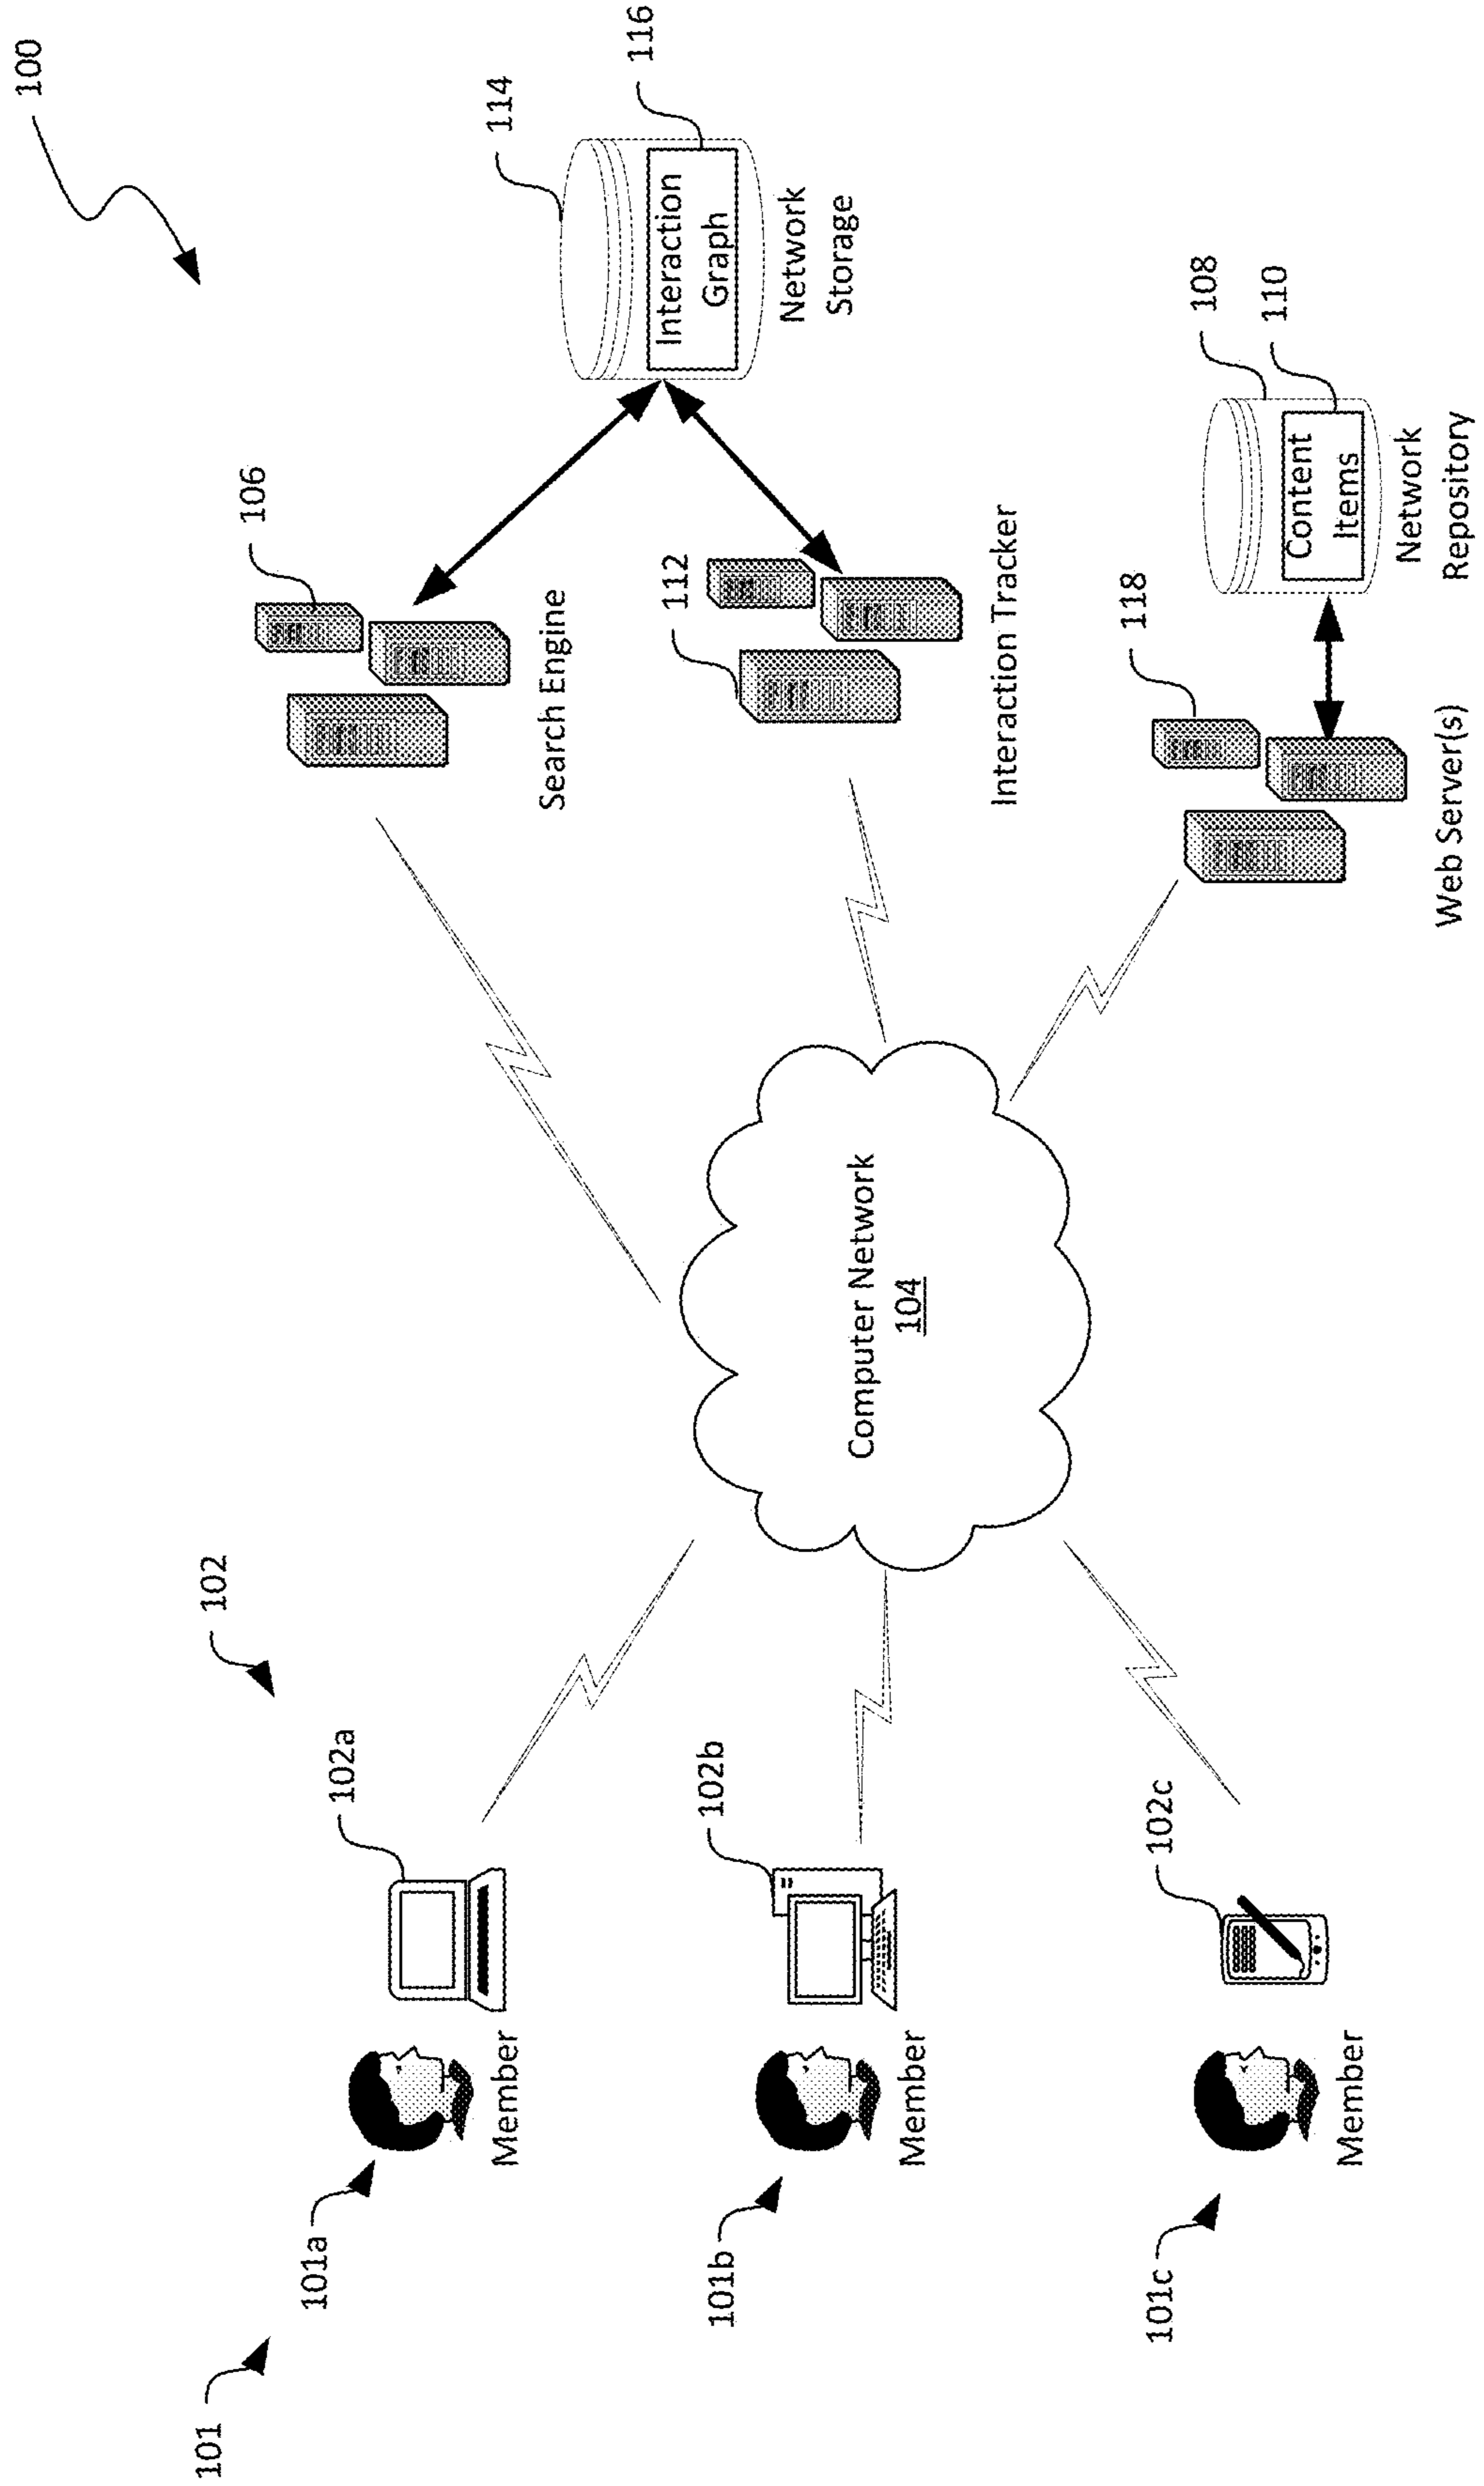 100
101
101a
Member
102
102a
101b
Member
102b
101c
Member
102c
Computer Network
104
106
Search Engine
112
Interaction Tracker
118
Web Server(s)
114
116
Interaction
Graph
Network
Storage
108
110
Content
Items
Network
Repository